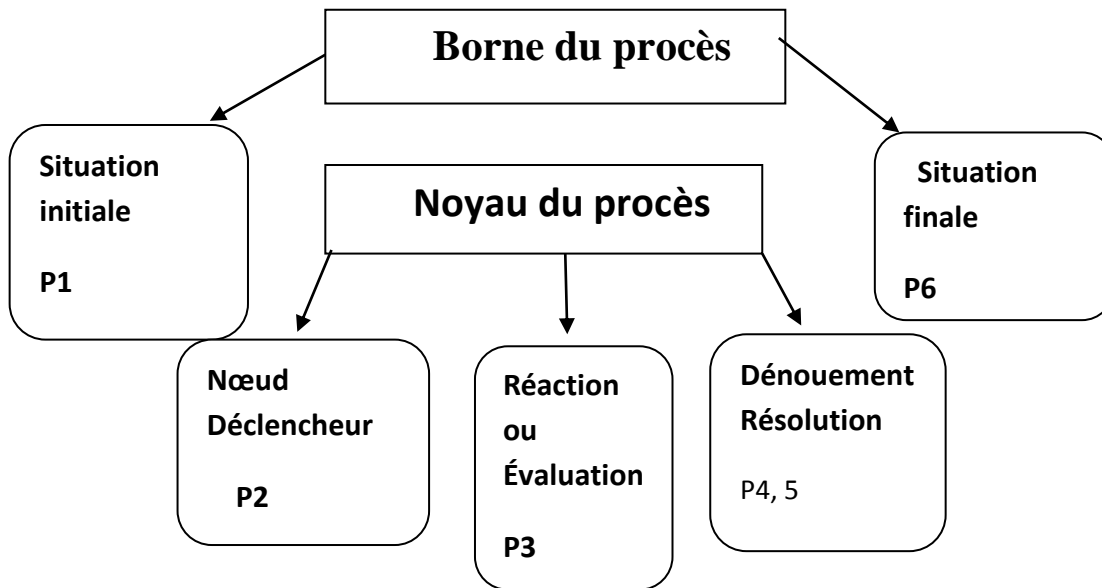 Borne du procès
Situation
initiale
P1
Situation
finale
P6
Noyau du procès
Nœud
Déclencheur
P2
Réaction
ou
Évaluation
P3
Dénouement
Résolution
P4, 5